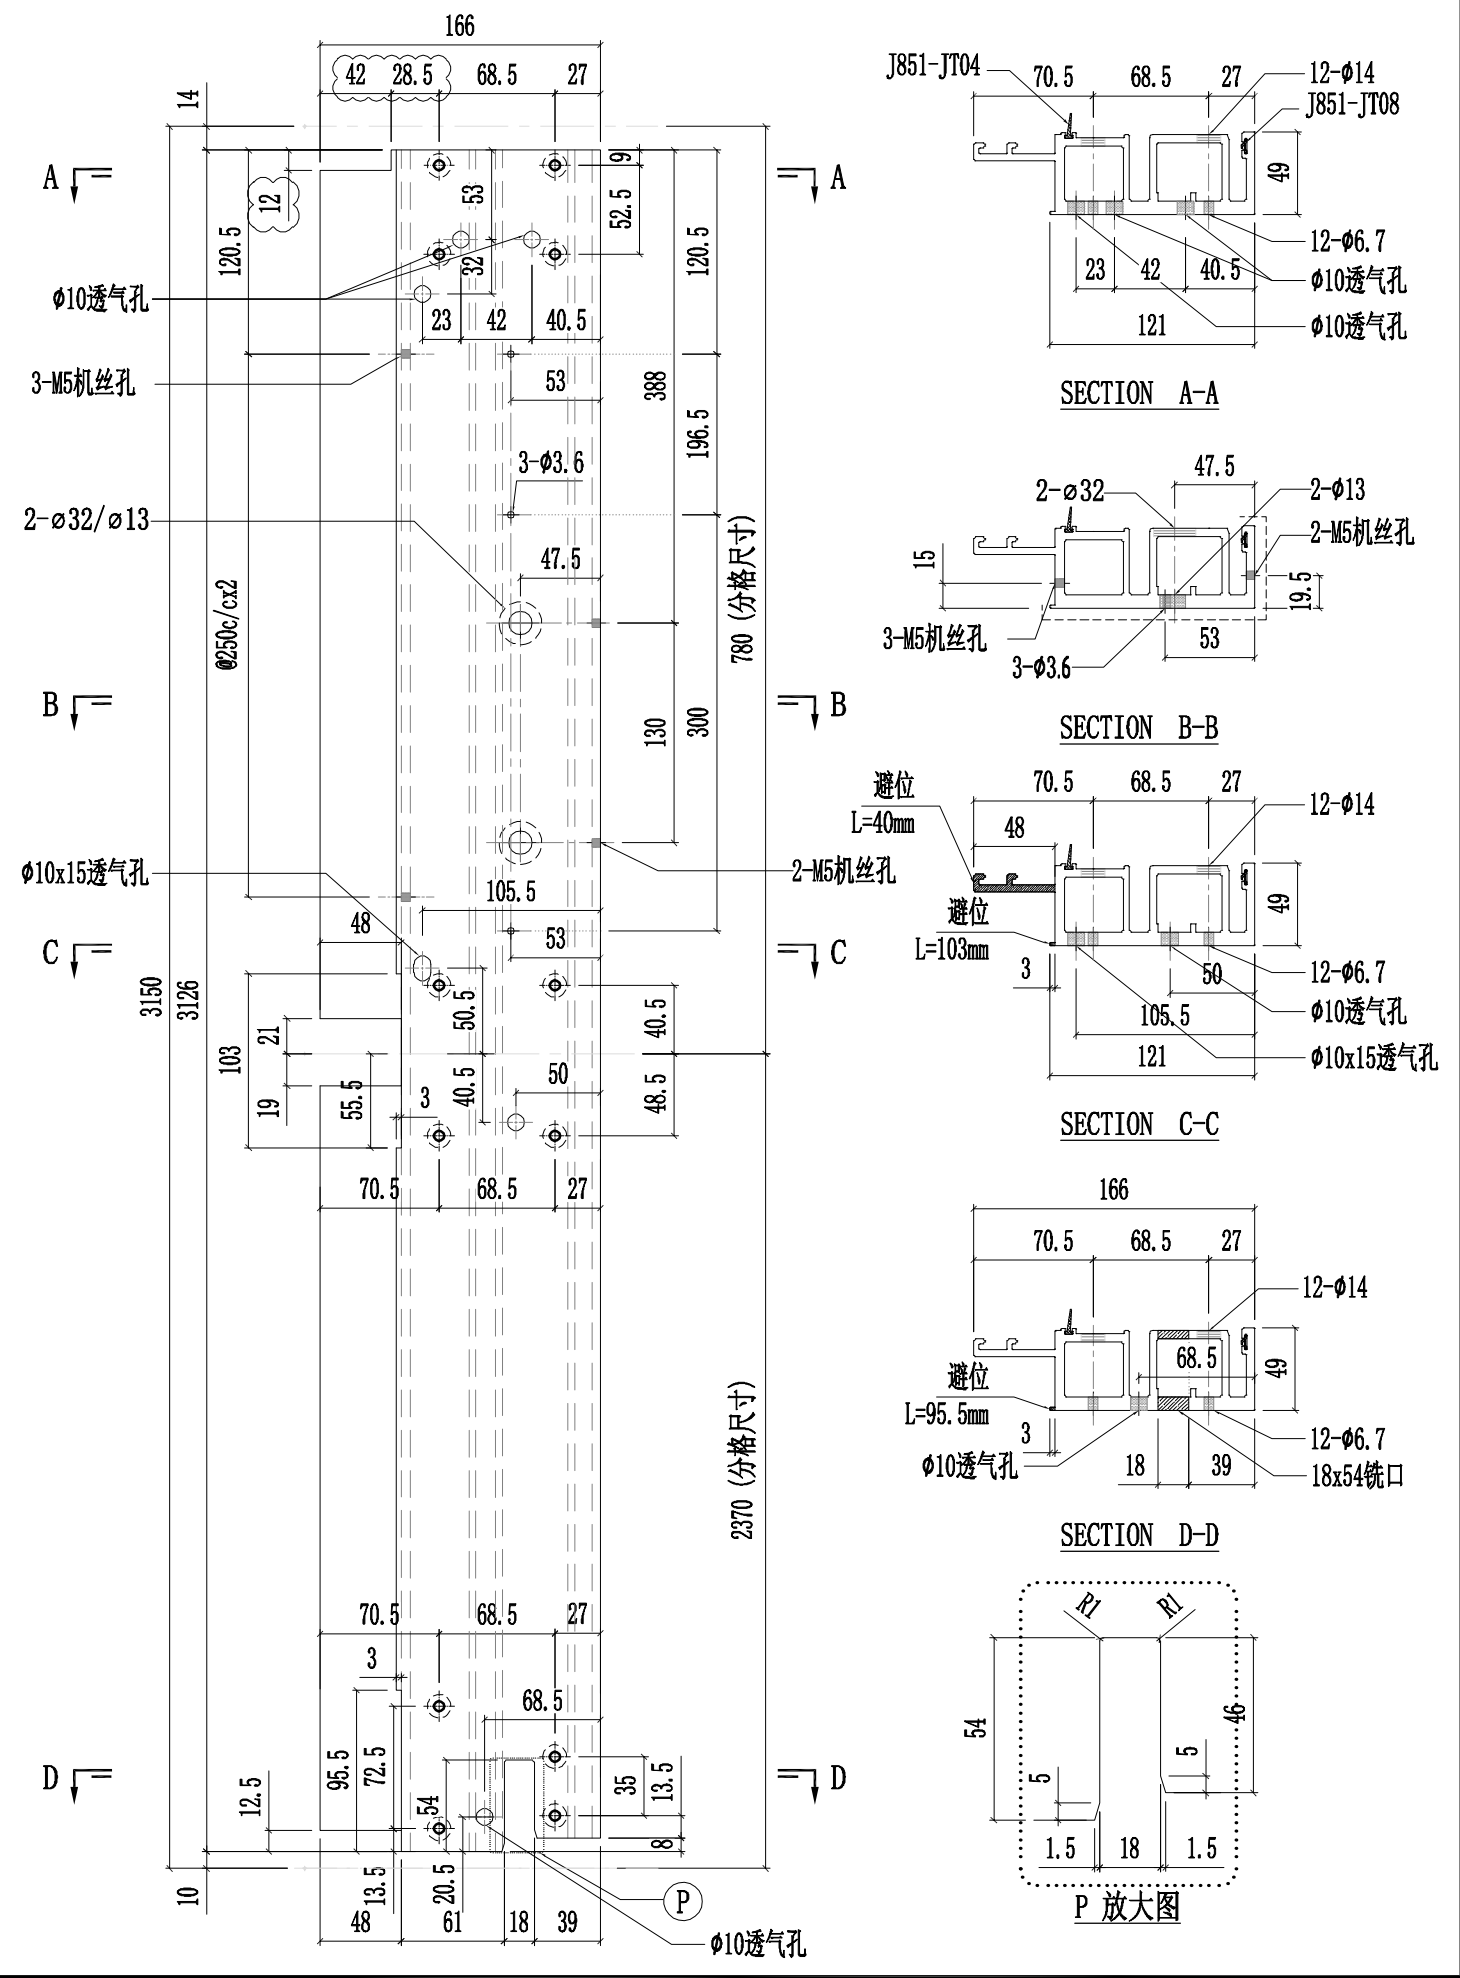 166
42
28.5
68.5
27
14
A
A
12
120.5
53
32
9
52.5
120.5
ϕ10透气孔
23
42
40.5
3-M5机丝孔
53
388
196.5
3-ϕ3.6
2-⌀32/⌀13
47.5
780 (分格尺寸)
@250c/cx2
B
B
130
300
ϕ10x15透气孔
2-M5机丝孔
105.5
48
53
C
C
3150
3126
50.5
40.5
21
103
19
55.5
3
40.5
50
48.5
70.5
68.5
27
2370 (分格尺寸)
70.5
68.5
27
3
68.5
D
D
12.5
95.5
72.5
54
35
13.5
8
10
13.5
20.5
P
48
61
18
39
ϕ10透气孔
J851-JT04
70.5
68.5
27
12-ϕ14
J851-JT08
49
12-ϕ6.7
23
42
40.5
ϕ10透气孔
121
ϕ10透气孔
SECTION A-A
47.5
2-⌀32
2-ϕ13
2-M5机丝孔
15
19.5
3-M5机丝孔
53
3-ϕ3.6
SECTION B-B
避位
L=40mm
70.5
68.5
27
12-ϕ14
48
49
避位
L=103mm
3
50
12-ϕ6.7
ϕ10透气孔
105.5
121
ϕ10x15透气孔
SECTION C-C
166
70.5
68.5
27
12-ϕ14
68.5
49
避位
L=95.5mm
3
12-ϕ6.7
ϕ10透气孔
18
39
18x54铣口
SECTION D-D
R1
R1
54
46
5
5
1.5
18
1.5
P 放大图